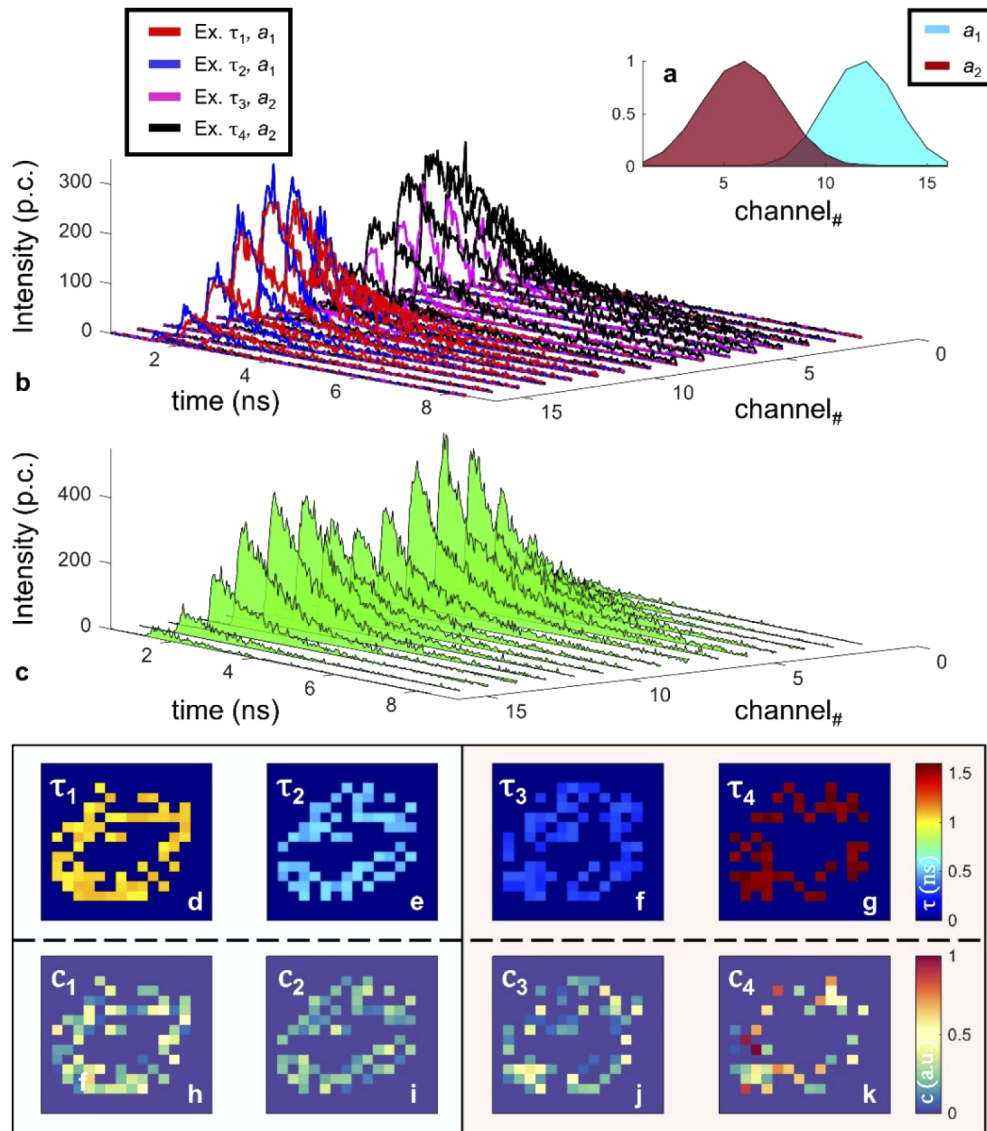 Ex. τ1, a1
Ex. τ2, a1
Ex. τ3, a2
Ex. τ4, a2
a1
a2
a
1
0.5
0
5 10 15
channel#
Intensity (p.c.)
300
200
100
0
2 4 6 8
time (ns)
15 10 5 0
channel#
b
Intensity (p.c.)
400
200
0
2 4 6 8
time (ns)
15 10 5 0
channel#
c
τ1 d
τ2 e
τ3 f
τ4 g
1.5
1
0.5
0
τ (ns)
c1 f h
c2 i
c3 j
c4 k
1
0.5
0
c (a.u.)